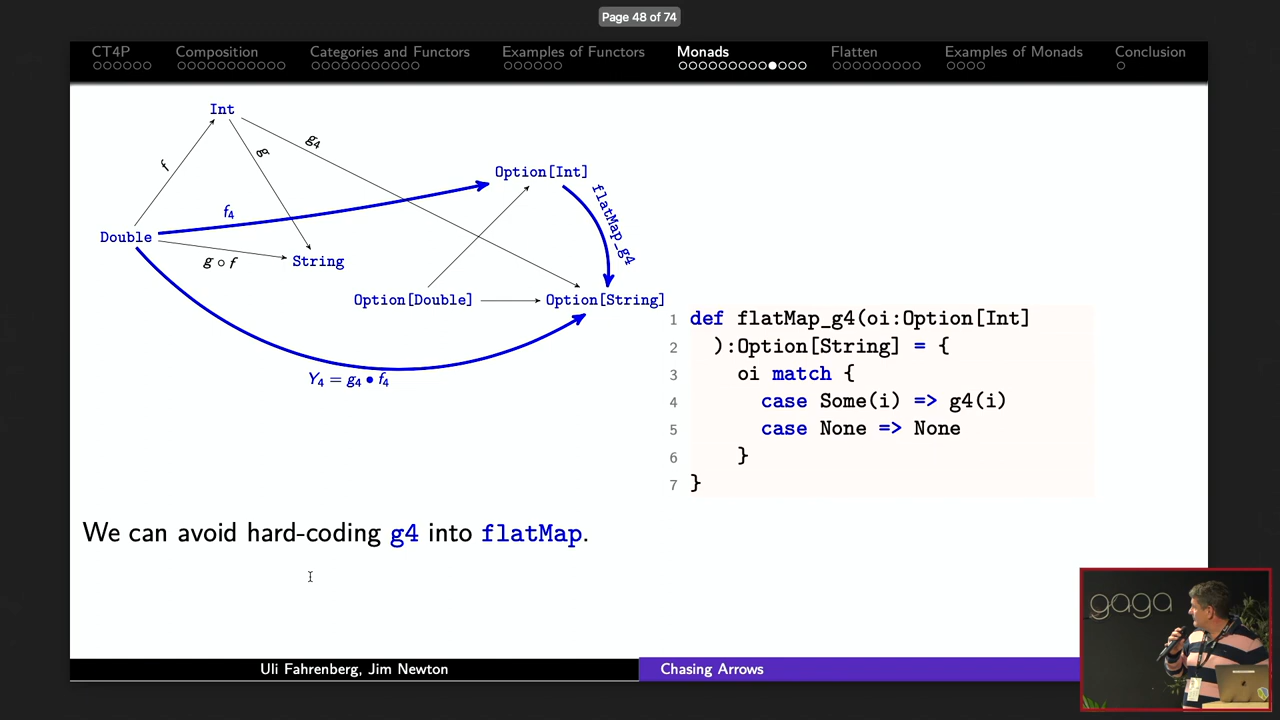 Page 48 of 74
CT4P
Composition
Categories and Functors
Examples of Functors
Monads
Flatten
Examples of Monads
Conclusion
Int
g4
f
g
Option[Int]
flatMap_g4
f4
Double
g ∘ f
String
Option[Double]
Option[String]
Y4 = g4 • f4
1 def flatMap_g4(oi:Option[Int]
2 ):Option[String] = {
3 oi match {
4 case Some(i) => g4(i)
5 case None => None
6 }
7 }
We can avoid hard-coding g4 into flatMap.
gaga
Uli Fahrenberg, Jim Newton
Chasing Arrows